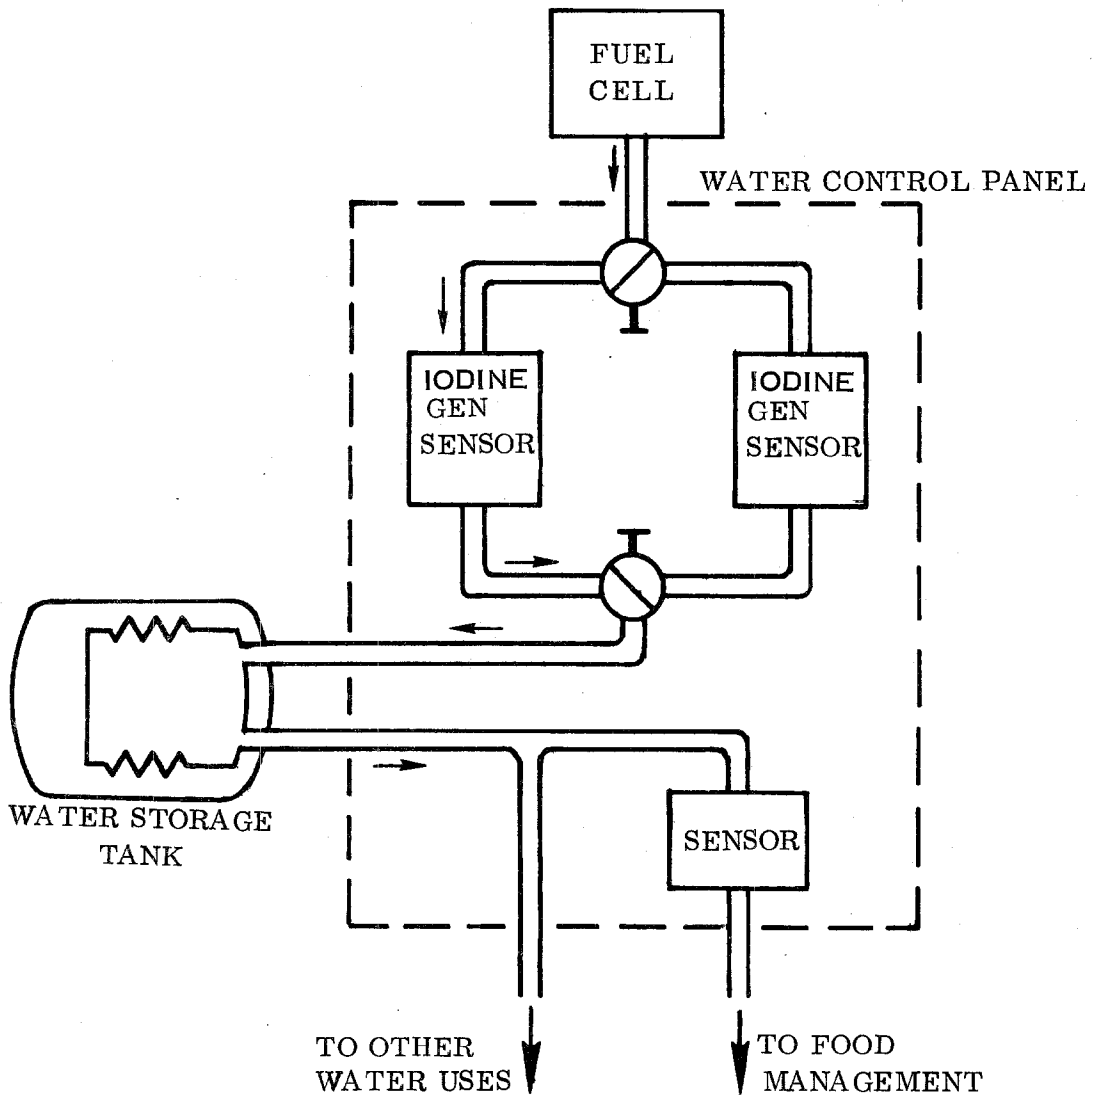 FUEL
CELL
WATER CONTROL PANEL
IODINE
GEN
SENSOR
IODINE
GEN
SENSOR
WATER STORAGE
TANK
SENSOR
TO OTHER
WATER USES
TO FOOD
MANAGEMENT